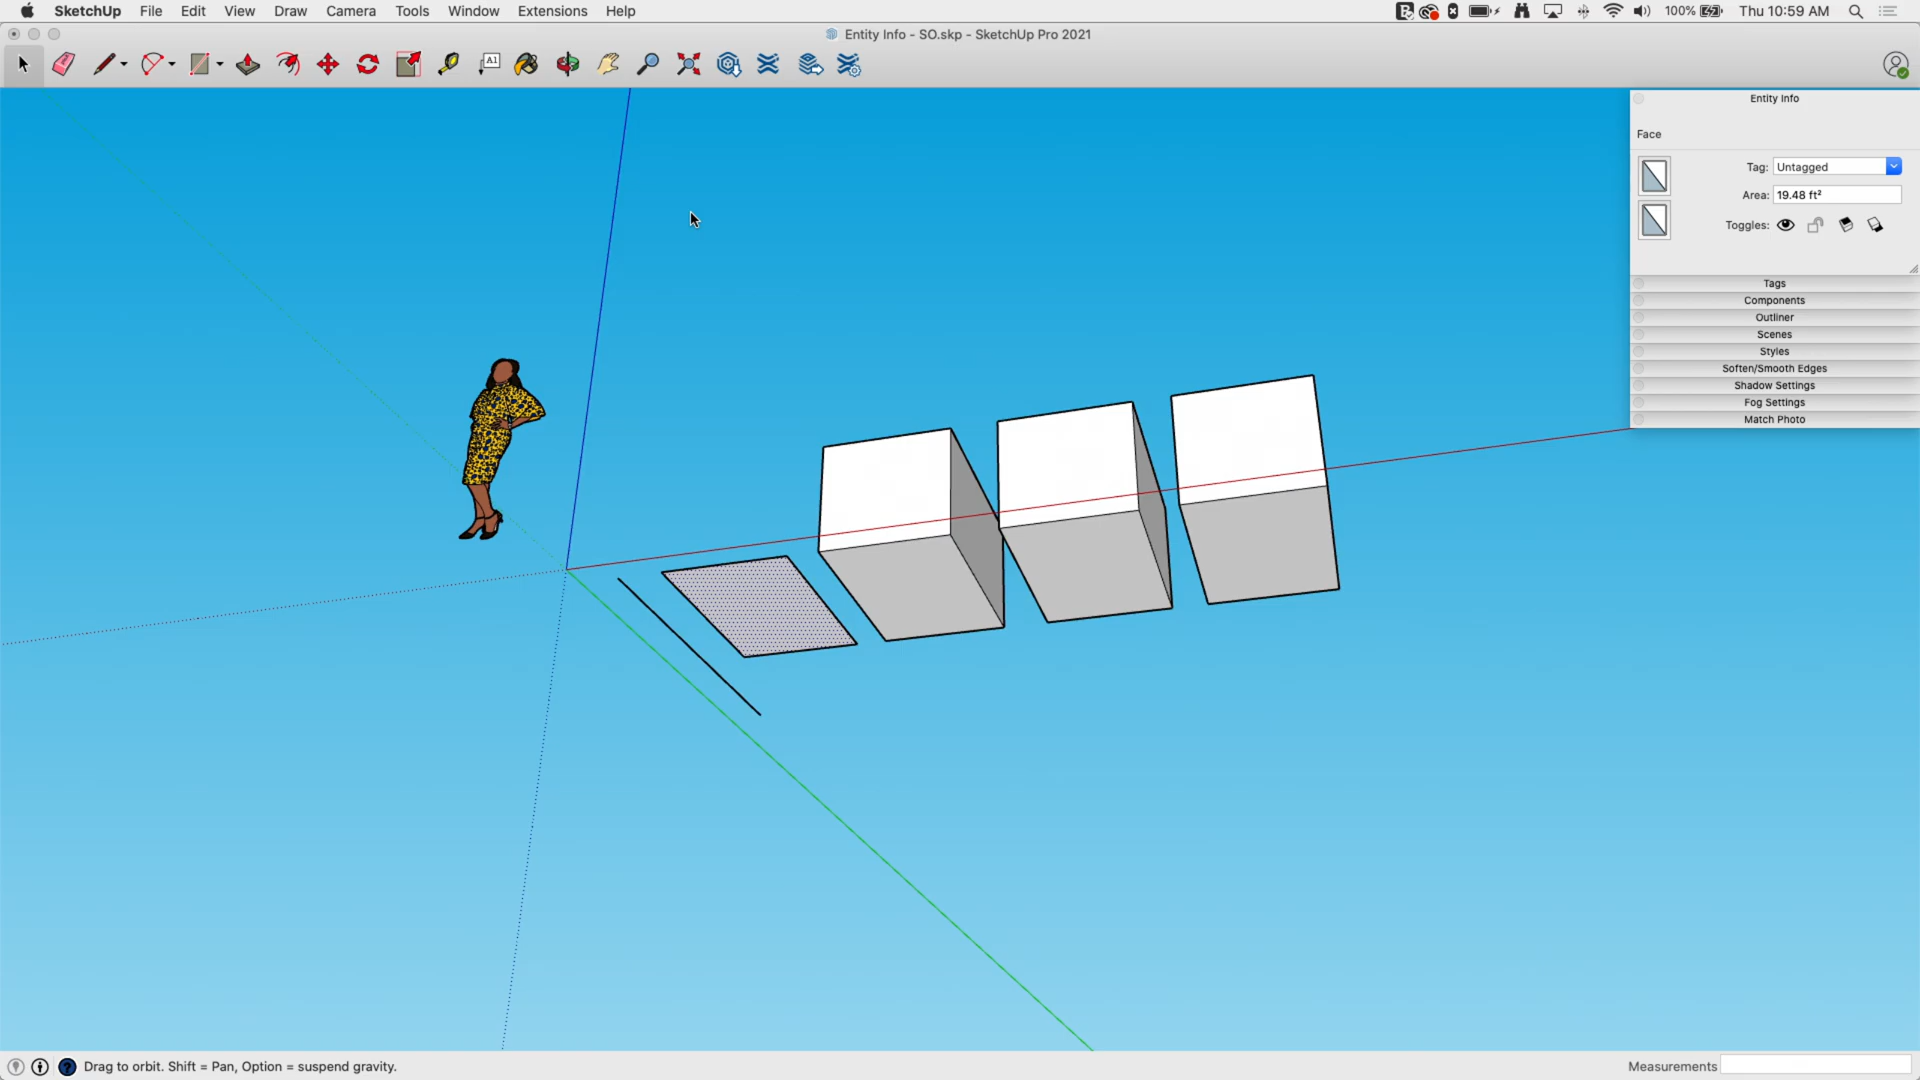 SketchUp File Edit View Draw Camera Tools Window Extensions Help 100% Thu 10:59 AM
Entity Info - SO.skp - SketchUp Pro 2021
A1
Entity Info
Face
Tag: Untagged
Area: 19.48 ft²
Toggles:
Tags
Components
Outliner
Scenes
Styles
Soften/Smooth Edges
Shadow Settings
Fog Settings
Match Photo
Drag to orbit. Shift = Pan, Option = suspend gravity.
Measurements